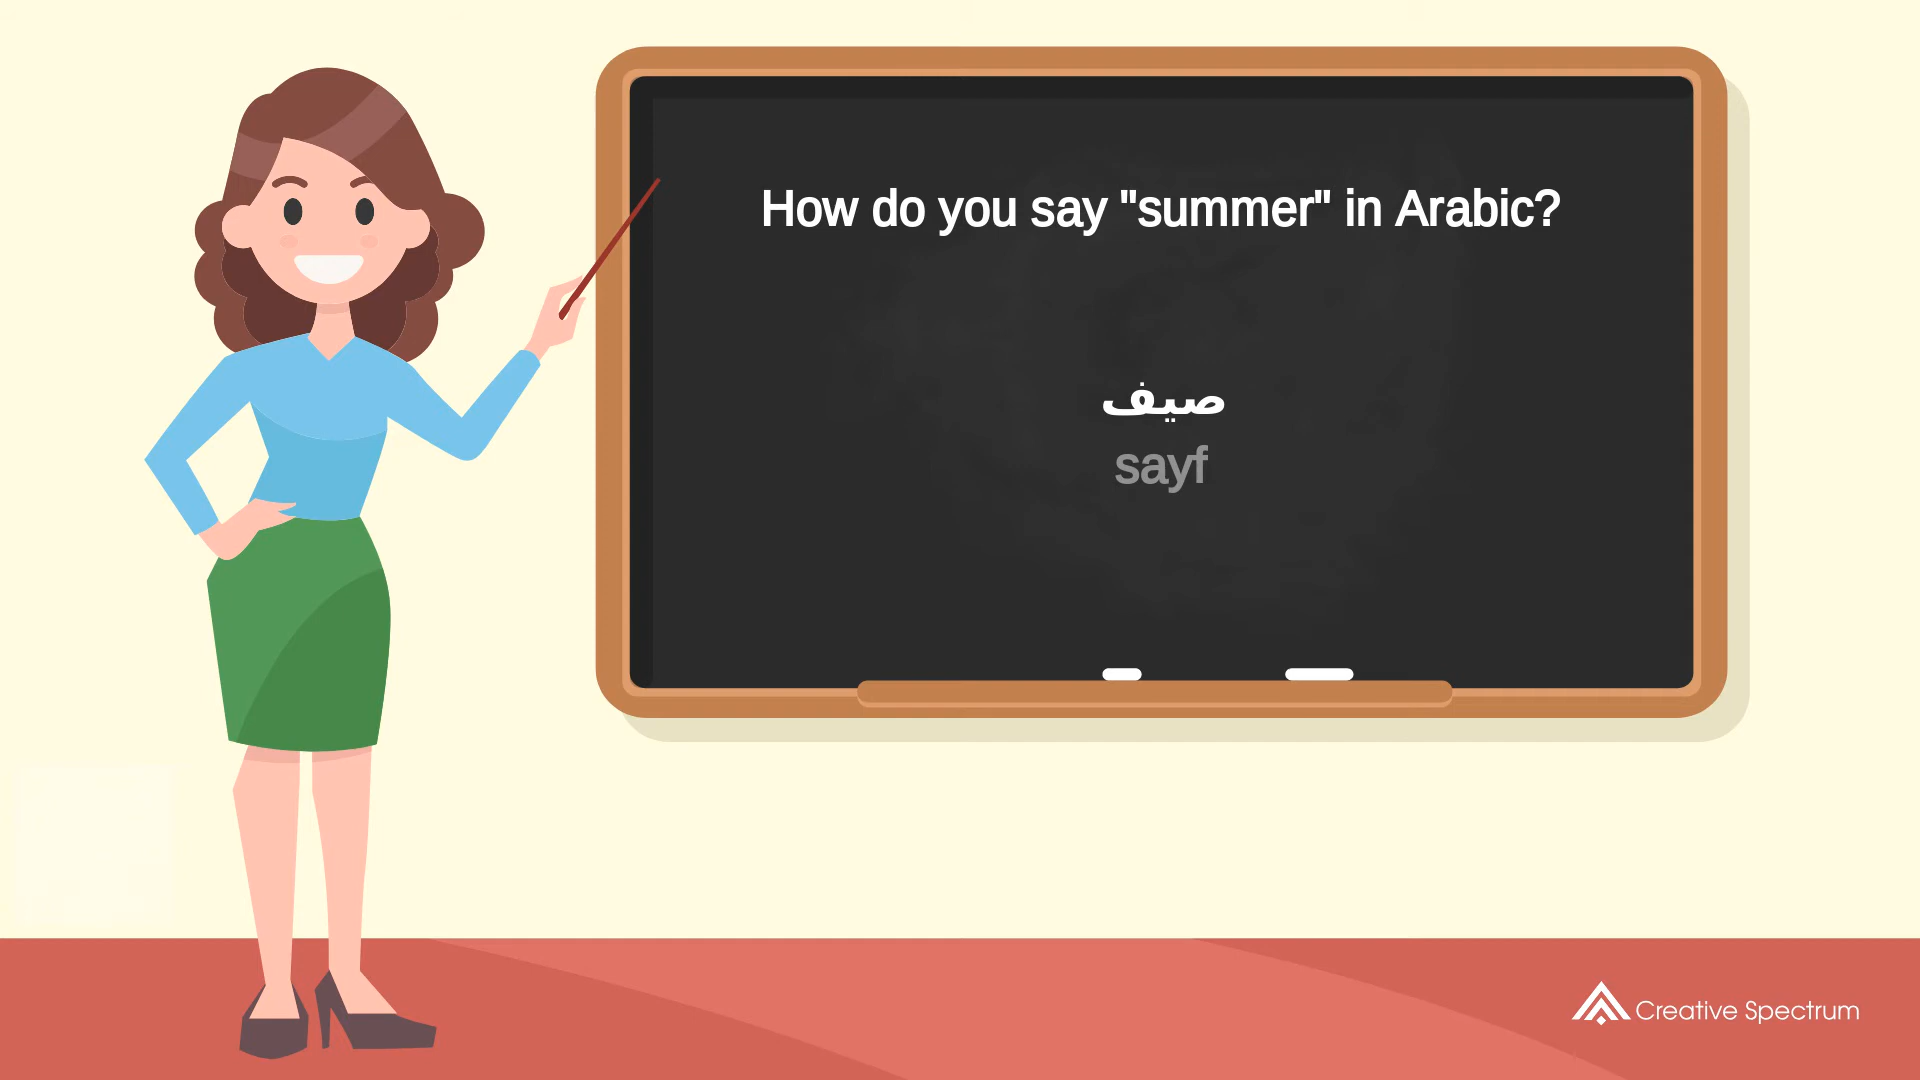 How do you say "summer" in Arabic?
صيف
sayf
Creative Spectrum